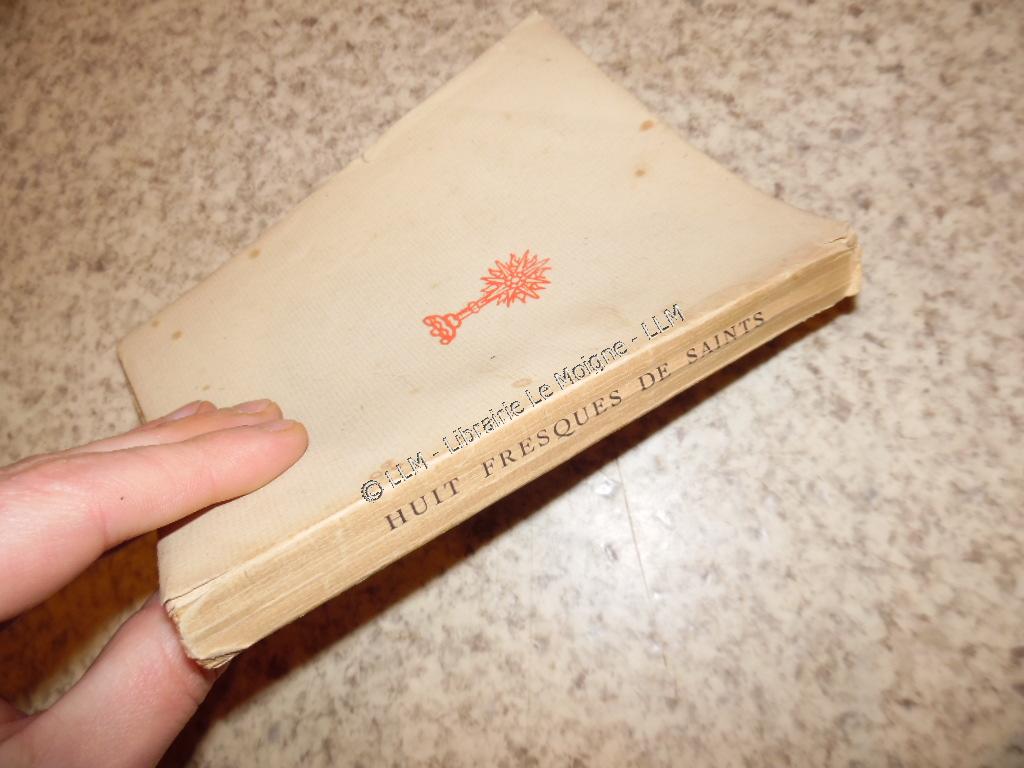 © LLM - Librairie Le Moigne - LLM
HUIT FRESQUES DE SAINTS